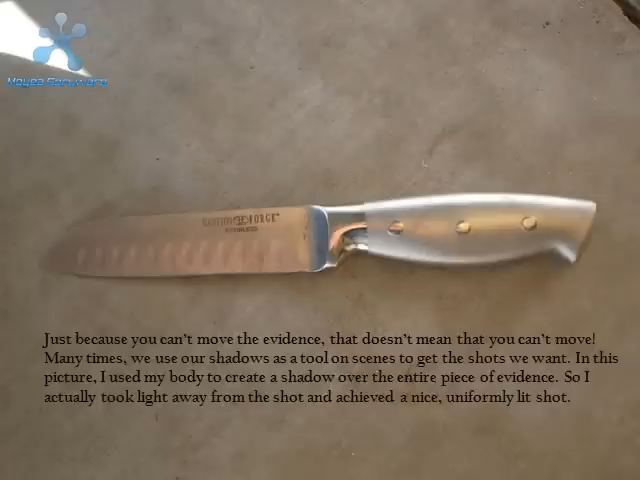 Moyea Software
FORGE
Just because you can't move the evidence, that doesn't mean that you can't move!
Many times, we use our shadows as a tool on scenes to get the shots we want. In this
picture, I used my body to create a shadow over the entire piece of evidence. So I
actually took light away from the shot and achieved a nice, uniformly lit shot.